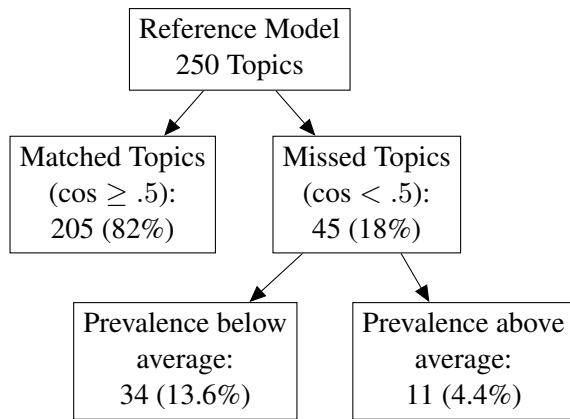 Reference Model
250 Topics
Matched Topics
(cos ≥ .5):
205 (82%)
Missed Topics
(cos < .5):
45 (18%)
Prevalence below
average:
34 (13.6%)
Prevalence above
average:
11 (4.4%)